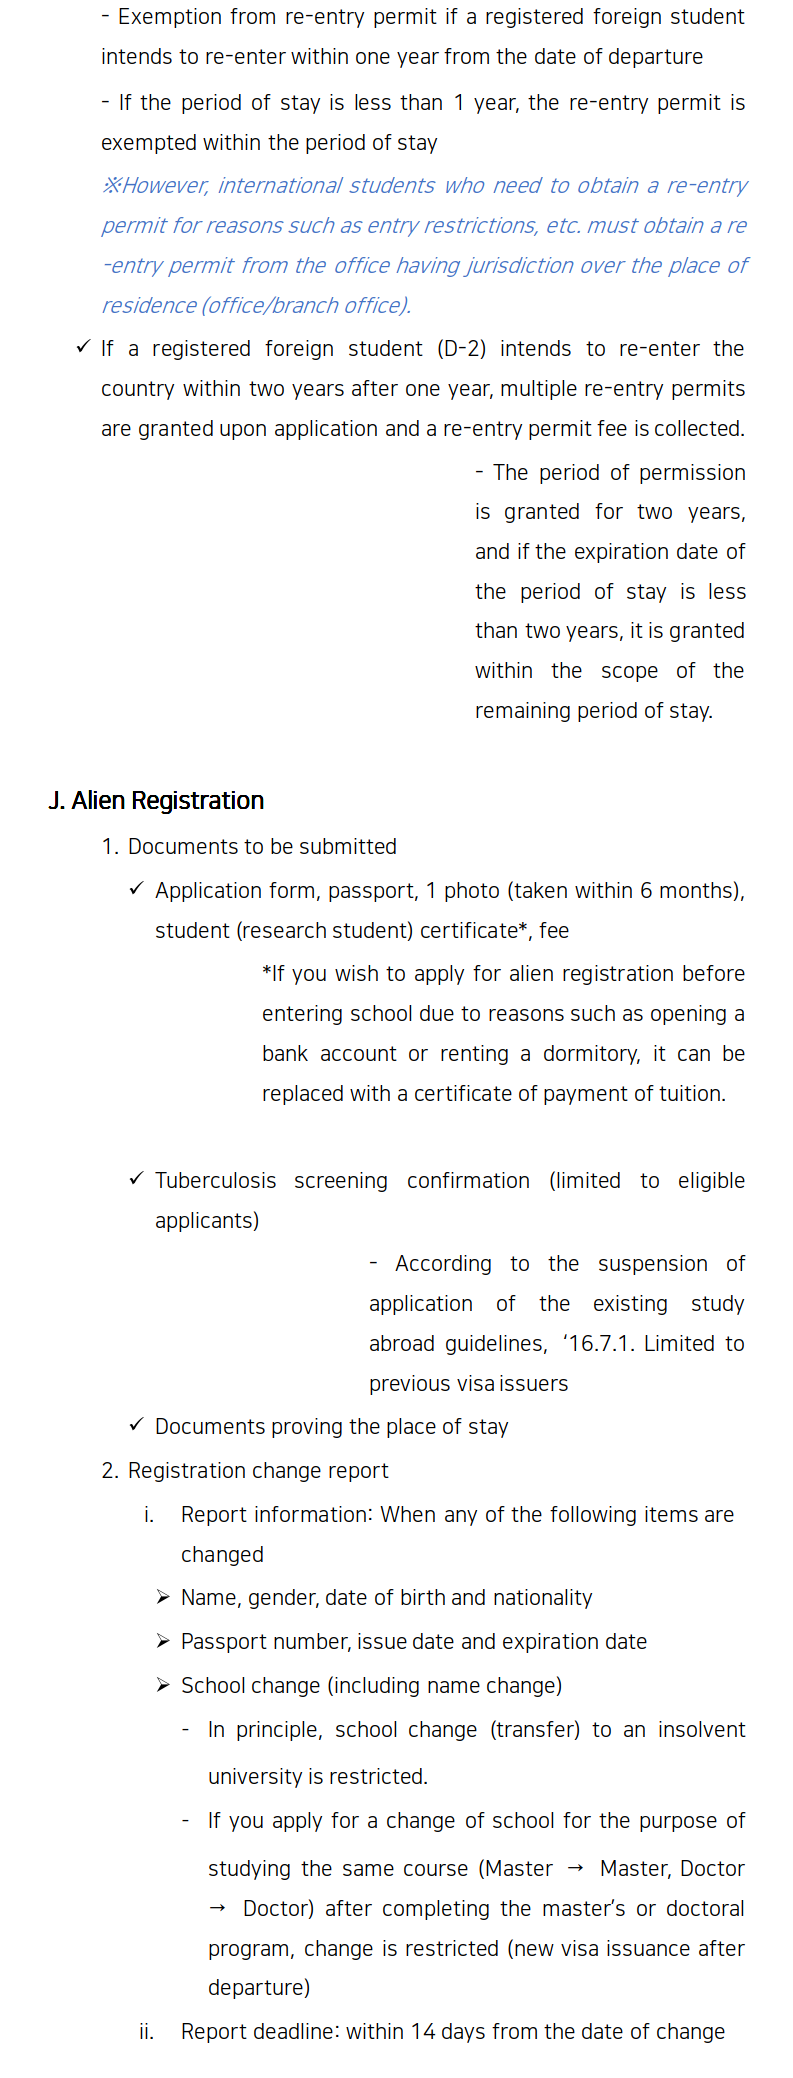 - Exemption from re-entry permit if a registered foreign student
intends to re-enter within one year from the date of departure
- If the period of stay is less than 1 year, the re-entry permit is
exempted within the period of stay
※However, international students who need to obtain a re-entry
permit for reasons such as entry restrictions, etc. must obtain a re
-entry permit from the office having jurisdiction over the place of
residence (office/branch office).
✓ If a registered foreign student (D-2) intends to re-enter the
country within two years after one year, multiple re-entry permits
are granted upon application and a re-entry permit fee is collected.
- The period of permission
is granted for two years,
and if the expiration date of
the period of stay is less
than two years, it is granted
within the scope of the
remaining period of stay.
J. Alien Registration
1. Documents to be submitted
✓ Application form, passport, 1 photo (taken within 6 months),
student (research student) certificate*, fee
*If you wish to apply for alien registration before
entering school due to reasons such as opening a
bank account or renting a dormitory, it can be
replaced with a certificate of payment of tuition.
✓ Tuberculosis screening confirmation (limited to eligible
applicants)
- According to the suspension of
application of the existing study
abroad guidelines, ‘16.7.1. Limited to
previous visa issuers
✓ Documents proving the place of stay
2. Registration change report
i. Report information: When any of the following items are
changed
➢ Name, gender, date of birth and nationality
➢ Passport number, issue date and expiration date
➢ School change (including name change)
- In principle, school change (transfer) to an insolvent
university is restricted.
- If you apply for a change of school for the purpose of
studying the same course (Master → Master, Doctor
→ Doctor) after completing the master's or doctoral
program, change is restricted (new visa issuance after
departure)
ii. Report deadline: within 14 days from the date of change